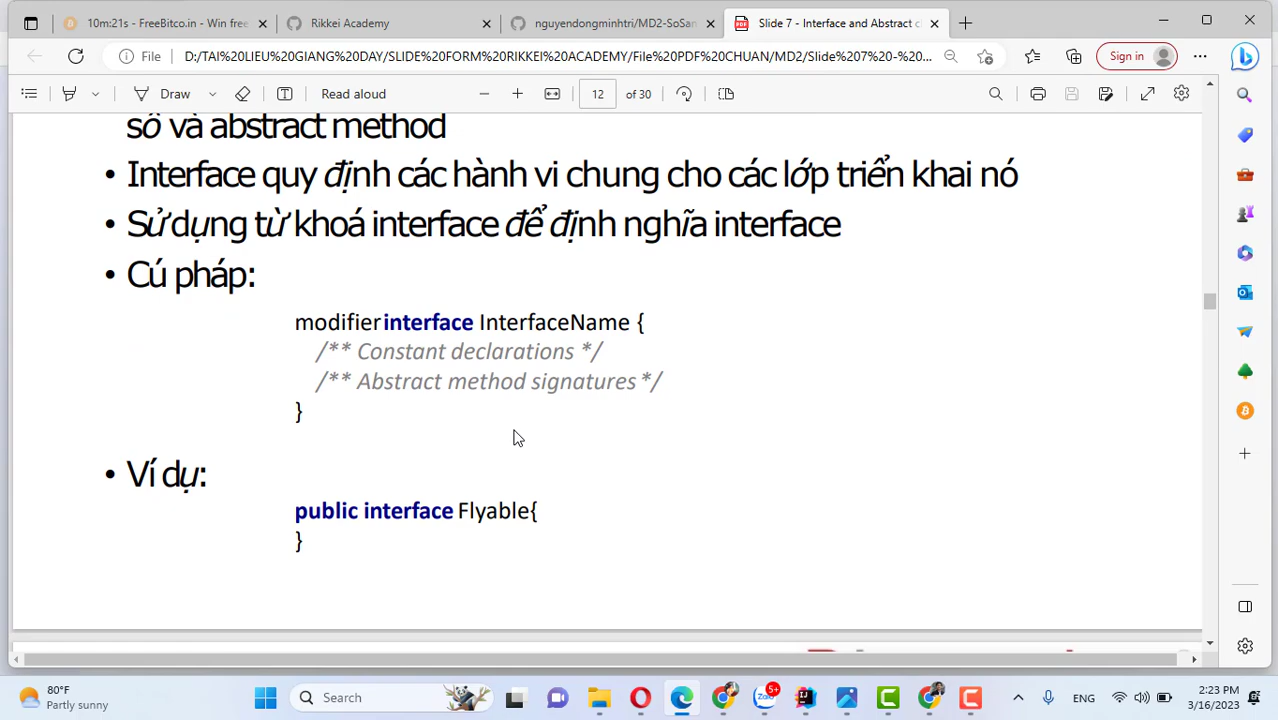 10m:21s - FreeBitco.in - Win free
Rikkei Academy
nguyendongminhtri/MD2-SoSan
Slide 7 - Interface and Abstract c
File
D:/TAI%20LIEU%20GIANG%20DAY/SLIDE%20FORM%20RIKKEI%20ACADEMY/File%20PDF%20CHUAN/MD2/Slide%207%20-%20...
Sign in
Draw
Read aloud
12 of 30
số và abstract method
• Interface quy định các hành vi chung cho các lớp triển khai nó
• Sử dụng từ khoá interface để định nghĩa interface
• Cú pháp:
modifier interface InterfaceName {
/** Constant declarations */
/** Abstract method signatures */
}
• Ví dụ:
public interface Flyable{
}
80°F
Partly sunny
Search
5+
ENG
2:23 PM
3/16/2023